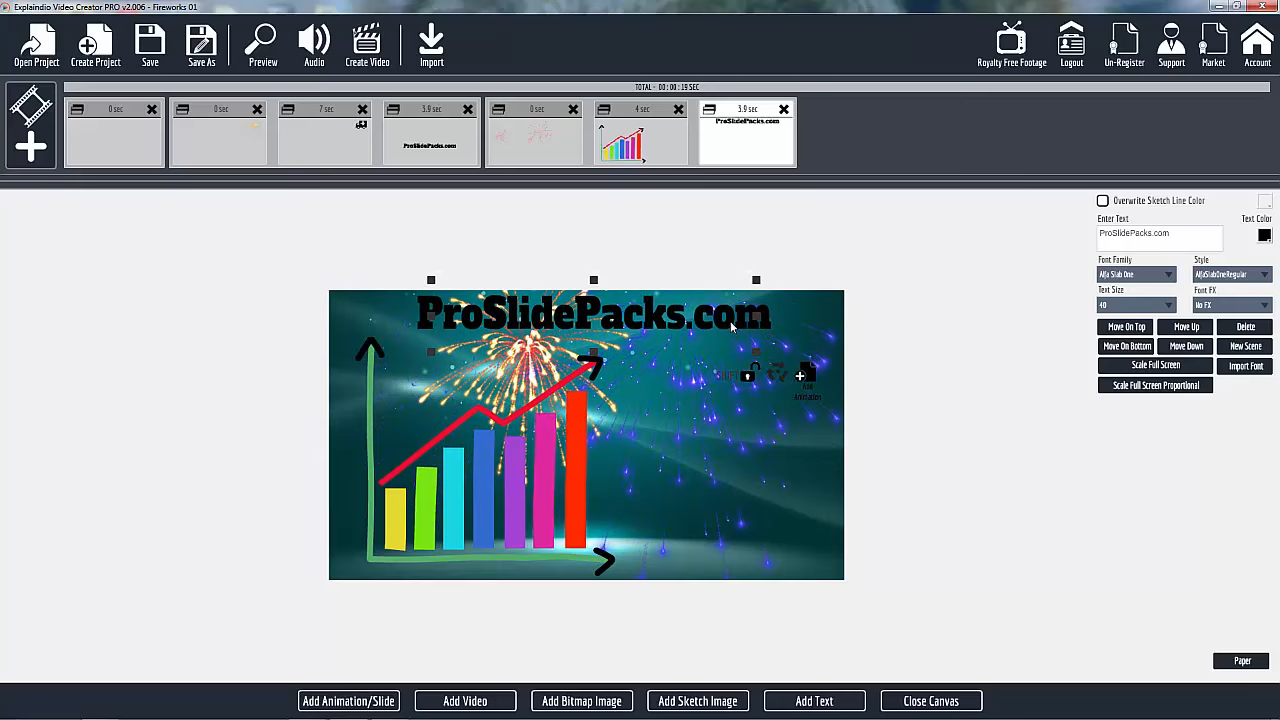 Explaindio Video Creator PRO v2.006 - Fireworks 01
Open Project
Create Project
Save
Save As
Preview
Audio
Create Video
Import
Royalty Free Footage
Logout
Un-Register
Support
Market
Account
TOTAL - 00 : 00 : 19 SEC
0 sec
0 sec
7 sec
3.9 sec
0 sec
4 sec
3.9 sec
ProSlidePacks.com
ProSlidePacks.com
Overwrite Sketch Line Color
Enter Text
Text Color
ProSlidePacks.com
Font Family
Style
Alfa Slab One
AlfaSlabOneRegular
Text Size
Font FX
40
No FX
Move On Top
Move Up
Delete
Move On Bottom
Move Down
New Scene
Scale Full Screen
Import Font
Scale Full Screen Proportional
ProSlidePacks.com
SHIFT
Add
Animation
Paper
Add Animation/Slide
Add Video
Add Bitmap Image
Add Sketch Image
Add Text
Close Canvas